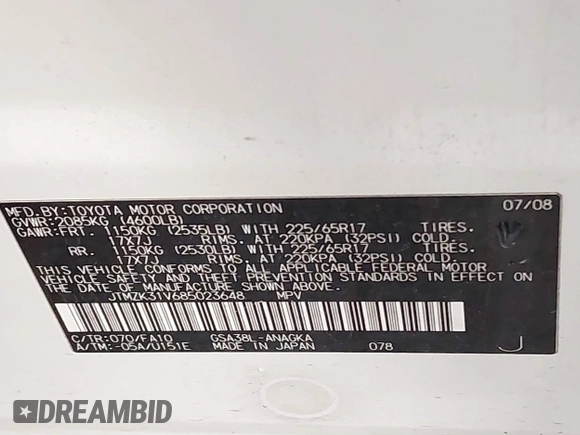 MFD.BY:TOYOTA MOTOR CORPORATION 07/08
GVWR:2085KG (4600LB)
GAWR:FRT. 1150KG (2535LB) WITH 225/65R17 TIRES.
17X7J RIMS. AT 220KPA (32PSI) COLD
RR. 1150KG (2530LB) WITH 225/65R17 TIRES.
17X7J RIMS. AT 220KPA (32PSI) COLD
THIS VEHICLE CONFORMS TO ALL APPLICABLE FEDERAL MOTOR
VEHICLE SAFETY AND THEFT PREVENTION STANDARDS IN EFFECT ON
THE DATE OF MANUFACTURE SHOWN ABOVE.
JTMZK31V685023648 MPV
C/TR:070/FA10 GSA38L-ANAGKA
A/TM:-05A/U151E MADE IN JAPAN 078 J
DREAMBID